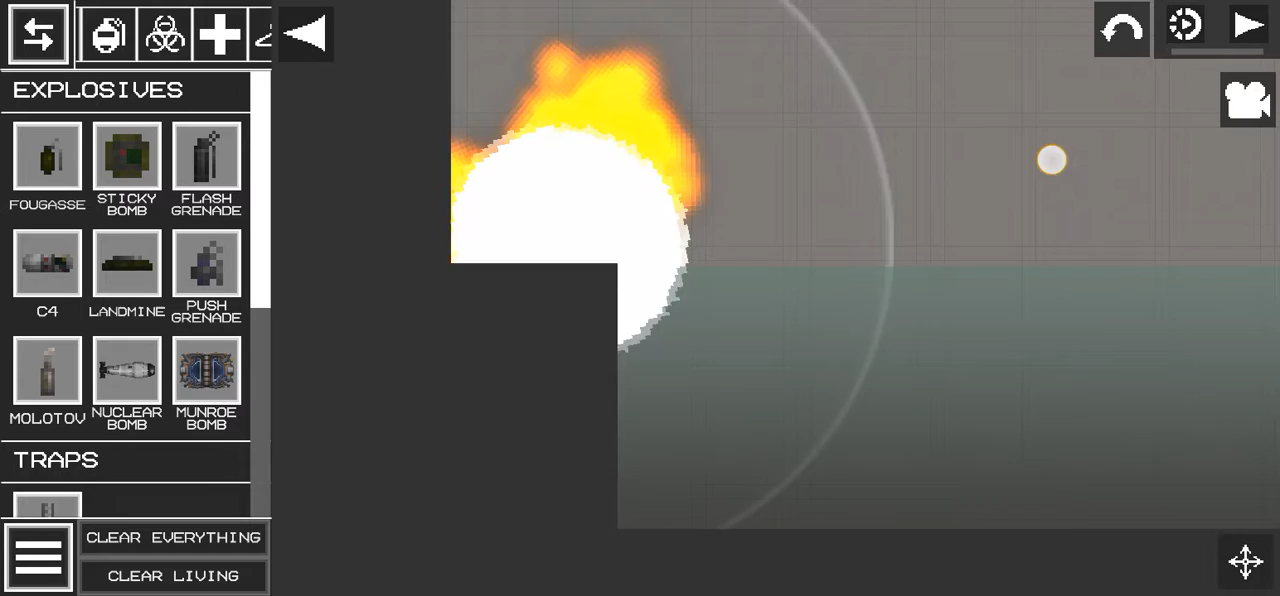 EXPLOSIVES
FOUGASSE
STICKY BOMB
FLASH GRENADE
C4
LANDMINE
PUSH GRENADE
MOLOTOV
NUCLEAR BOMB
MUNROE BOMB
TRAPS
CLEAR EVERYTHING
CLEAR LIVING